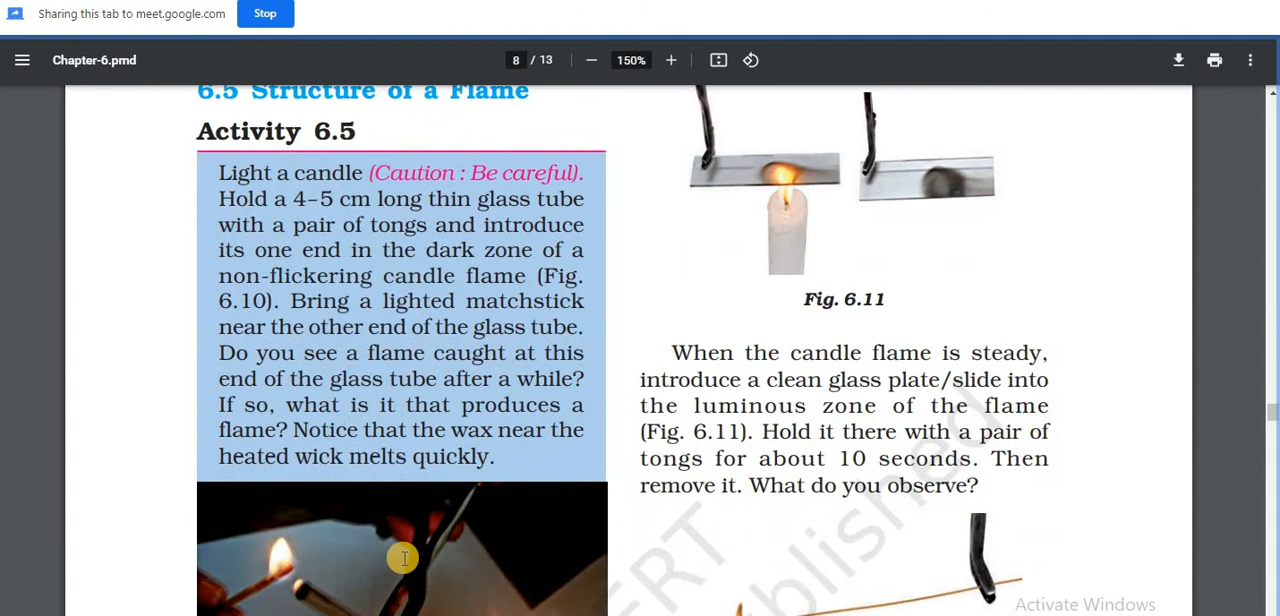 Sharing this tab to meet.google.com
Stop
Chapter-6.pmd
8 / 13
150%
6.5 Structure of a Flame
Activity 6.5
Light a candle (Caution : Be careful).
Hold a 4–5 cm long thin glass tube
with a pair of tongs and introduce
its one end in the dark zone of a
non-flickering candle flame (Fig.
6.10). Bring a lighted matchstick
near the other end of the glass tube.
Do you see a flame caught at this
end of the glass tube after a while?
If so, what is it that produces a
flame? Notice that the wax near the
heated wick melts quickly.
Fig. 6.11
When the candle flame is steady,
introduce a clean glass plate/slide into
the luminous zone of the flame
(Fig. 6.11). Hold it there with a pair of
tongs for about 10 seconds. Then
remove it. What do you observe?
Activate Windows